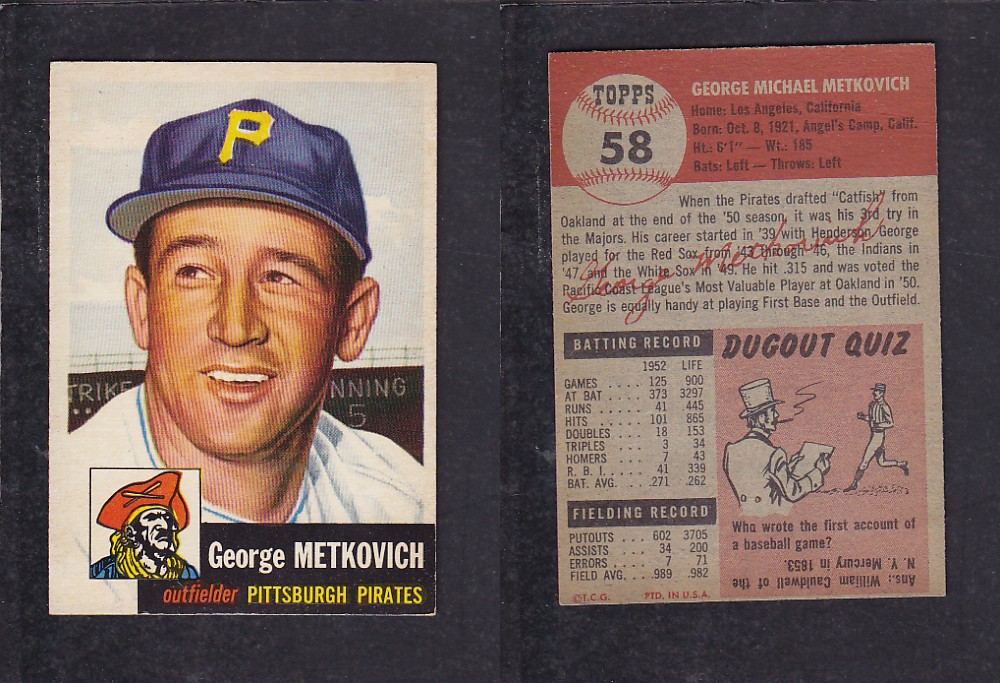 P
STRIKE
NNING
5
George METKOVICH
outfielder PITTSBURGH PIRATES
TOPPS
58
GEORGE MICHAEL METKOVICH
Home: Los Angeles, California
Born: Oct. 8, 1921, Angel's Camp, Calif.
Ht.: 6'1" — Wt.: 185
Bats: Left — Throws: Left
When the Pirates drafted "Catfish" from
Oakland at the end of the '50 season, it was his 3rd try in
the Majors. His career started in '39 with Henderson. George
played for the Red Sox from '43 through '46, the Indians in
'47 and the White Sox in '49. He hit .315 and was voted the
Pacific Coast League's Most Valuable Player at Oakland in '50.
George is equally handy at playing First Base and the Outfield.
George Metkovich
BATTING RECORD
1952 LIFE
GAMES .... 125 900
AT BAT .... 373 3297
RUNS ..... 41 445
HITS ..... 101 865
DOUBLES .. 18 153
TRIPLES ... 3 34
HOMERS ... 7 43
R. B. I. .... 41 339
BAT. AVG. .. .271 .262
FIELDING RECORD
PUTOUTS ... 602 3705
ASSISTS .... 34 200
ERRORS .... 7 71
FIELD AVG. .. .989 .982
©T.C.G. PTD. IN U.S.A.
DUGOUT QUIZ
Who wrote the first account of
a baseball game?
Ans.: William Cauldwell of the
N. Y. Mercury in 1853.